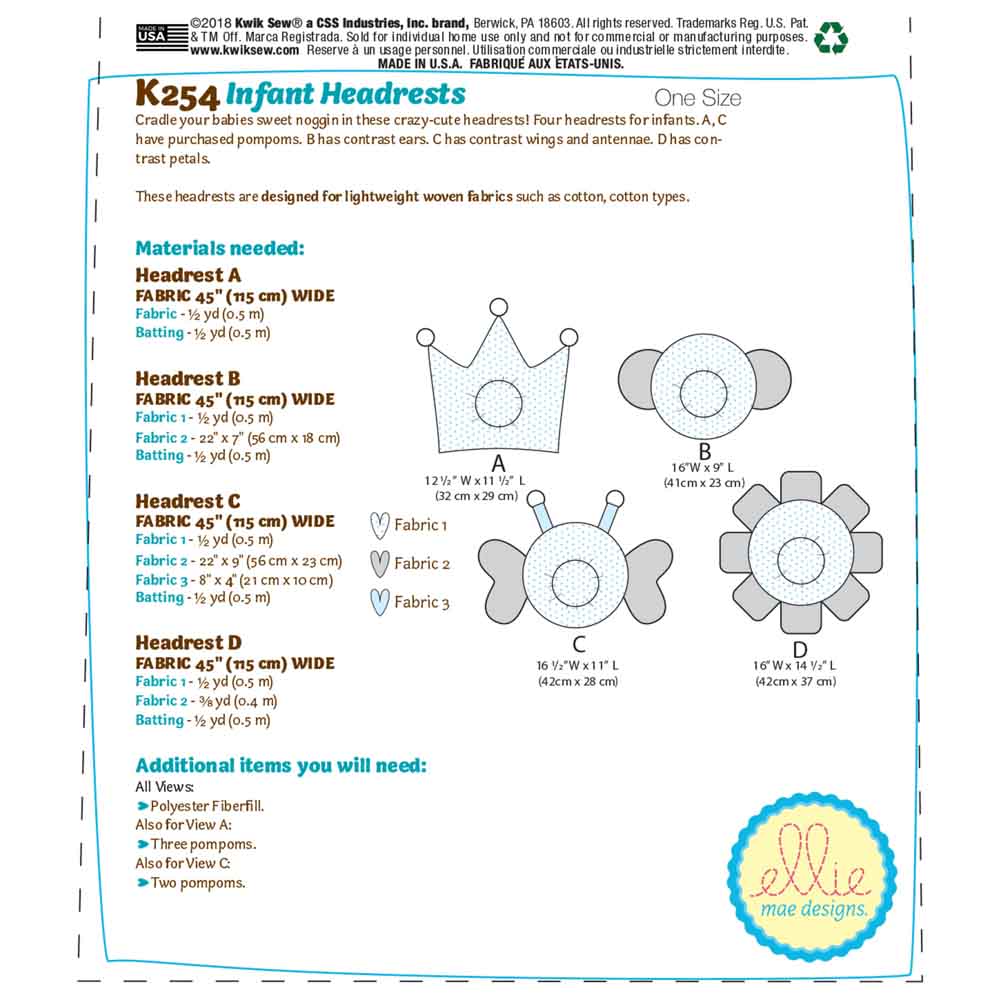 MADE IN
USA
©2018 Kwik Sew® a CSS Industries, Inc. brand, Berwick, PA 18603. All rights reserved. Trademarks Reg. U.S. Pat.
& TM Off. Marca Registrada. Sold for individual home use only and not for commercial or manufacturing purposes.
www.kwiksew.com Reservé à un usage personnel. Utilisation commerciale ou industrielle strictement interdite.
MADE IN U.S.A. FABRIQUÉ AUX ÉTATS-UNIS.
K254 Infant Headrests
One Size
Cradle your babies sweet noggin in these crazy-cute headrests! Four headrests for infants. A, C
have purchased pompoms. B has contrast ears. C has contrast wings and antennae. D has con-
trast petals.
These headrests are designed for lightweight woven fabrics such as cotton, cotton types.
Materials needed:
Headrest A
FABRIC 45" (115 cm) WIDE
Fabric - ½ yd (0.5 m)
Batting - ½ yd (0.5 m)
Headrest B
FABRIC 45" (115 cm) WIDE
Fabric 1 - ½ yd (0.5 m)
Fabric 2 - 22" x 7" (56 cm x 18 cm)
Batting - ½ yd (0.5 m)
Headrest C
FABRIC 45" (115 cm) WIDE
Fabric 1 - ½ yd (0.5 m)
Fabric 2 - 22" x 9" (56 cm x 23 cm)
Fabric 3 - 8" x 4" (21 cm x 10 cm)
Batting - ½ yd (0.5 m)
Headrest D
FABRIC 45" (115 cm) WIDE
Fabric 1 - ½ yd (0.5 m)
Fabric 2 - ⅜ yd (0.4 m)
Batting - ½ yd (0.5 m)
Fabric 1
Fabric 2
Fabric 3
A
12 ½" W x 11 ½" L
(32 cm x 29 cm)
B
16"W x 9" L
(41cm x 23 cm)
C
16 ½"W x 11" L
(42cm x 28 cm)
D
16" W x 14 ½" L
(42cm x 37 cm)
Additional items you will need:
All Views:
Polyester Fiberfill.
Also for View A:
Three pompoms.
Also for View C:
Two pompoms.
ellie
mae designs.